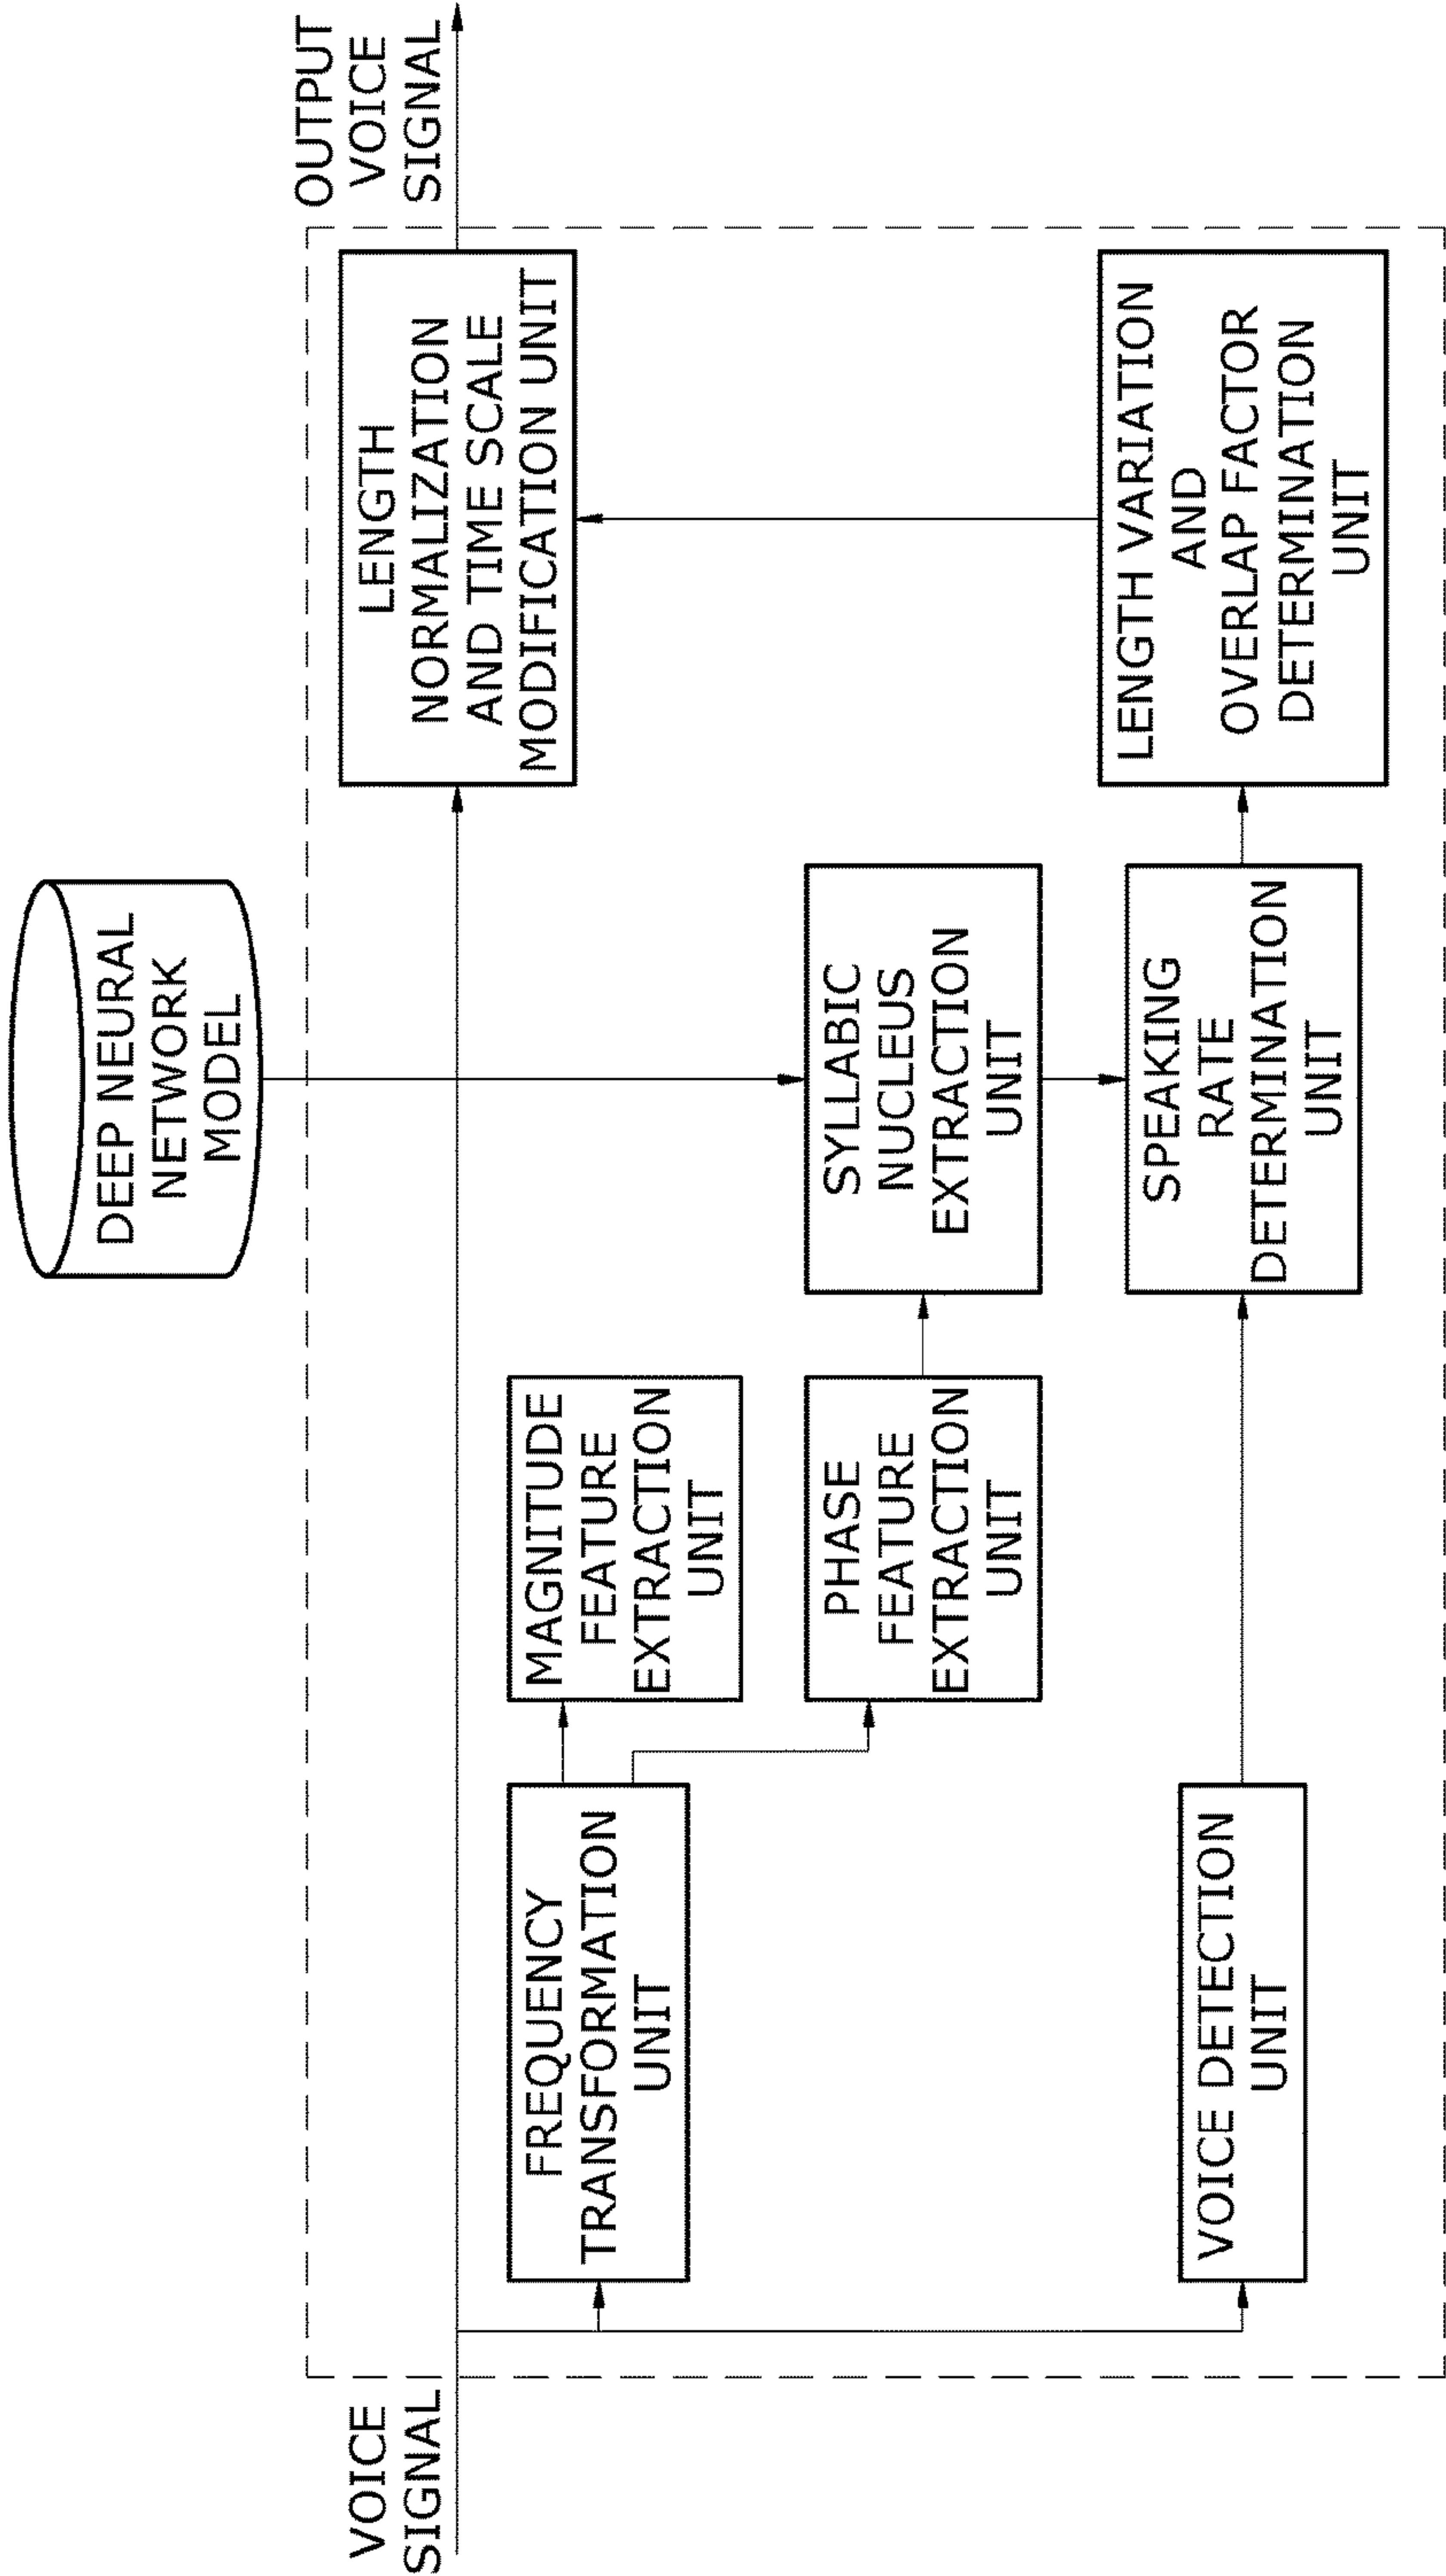 DEEP NEURAL
NETWORK
MODEL
VOICE
SIGNAL
OUTPUT
VOICE
SIGNAL
LENGTH
NORMALIZATION
AND TIME SCALE
MODIFICATION UNIT
FREQUENCY
TRANSFORMATION
UNIT
MAGNITUDE
FEATURE
EXTRACTION
UNIT
PHASE
FEATURE
EXTRACTION
UNIT
SYLLABIC
NUCLEUS
EXTRACTION
UNIT
VOICE DETECTION
UNIT
SPEAKING
RATE
DETERMINATION
UNIT
LENGTH VARIATION
AND
OVERLAP FACTOR
DETERMINATION
UNIT